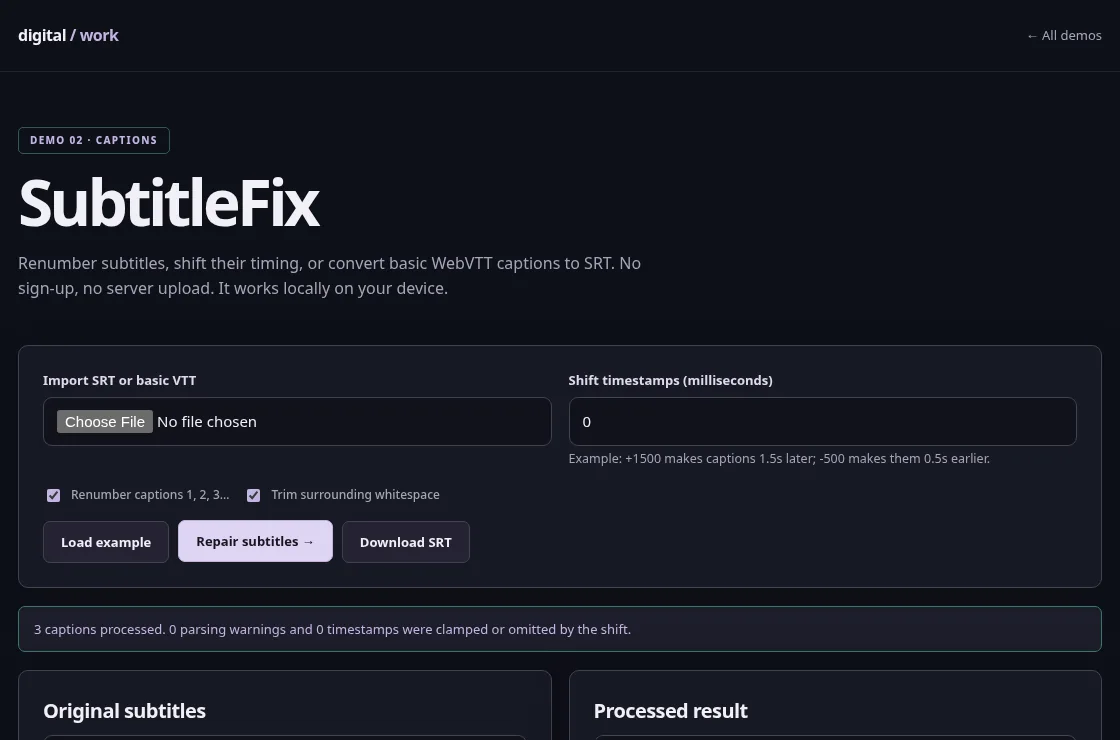 digital / work
← All demos
DEMO 02 · CAPTIONS
SubtitleFix
Renumber subtitles, shift their timing, or convert basic WebVTT captions to SRT. No
sign-up, no server upload. It works locally on your device.
Import SRT or basic VTT
Choose File No file chosen
Shift timestamps (milliseconds)
0
Example: +1500 makes captions 1.5s later; -500 makes them 0.5s earlier.
Renumber captions 1, 2, 3... Trim surrounding whitespace
Load example Repair subtitles → Download SRT
3 captions processed. 0 parsing warnings and 0 timestamps were clamped or omitted by the shift.
Original subtitles
Processed result